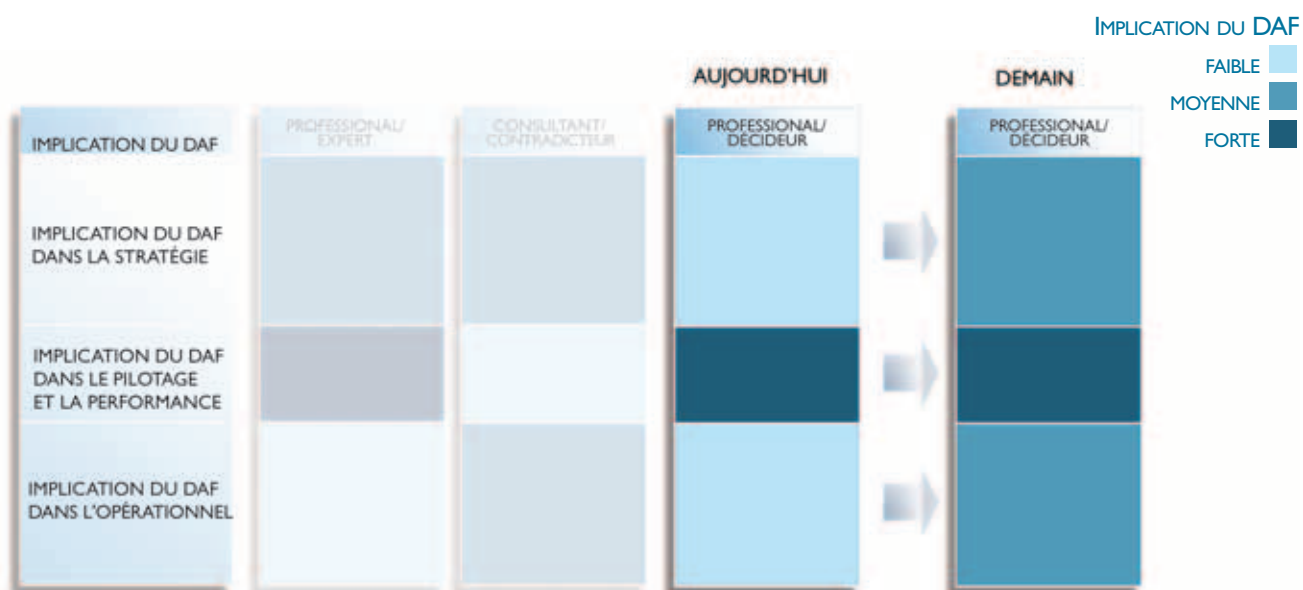 IMPLICATION DU DAF
FAIBLE
MOYENNE
FORTE
AUJOURD'HUI
DEMAIN
IMPLICATION DU DAF
PROFESSIONAL/
EXPERT
CONSULTANT/
CONTRADICTEUR
PROFESSIONAL/
DÉCIDEUR
PROFESSIONAL/
DÉCIDEUR
IMPLICATION DU DAF
DANS LA STRATÉGIE
IMPLICATION DU DAF
DANS LE PILOTAGE
ET LA PERFORMANCE
IMPLICATION DU DAF
DANS L'OPÉRATIONNEL